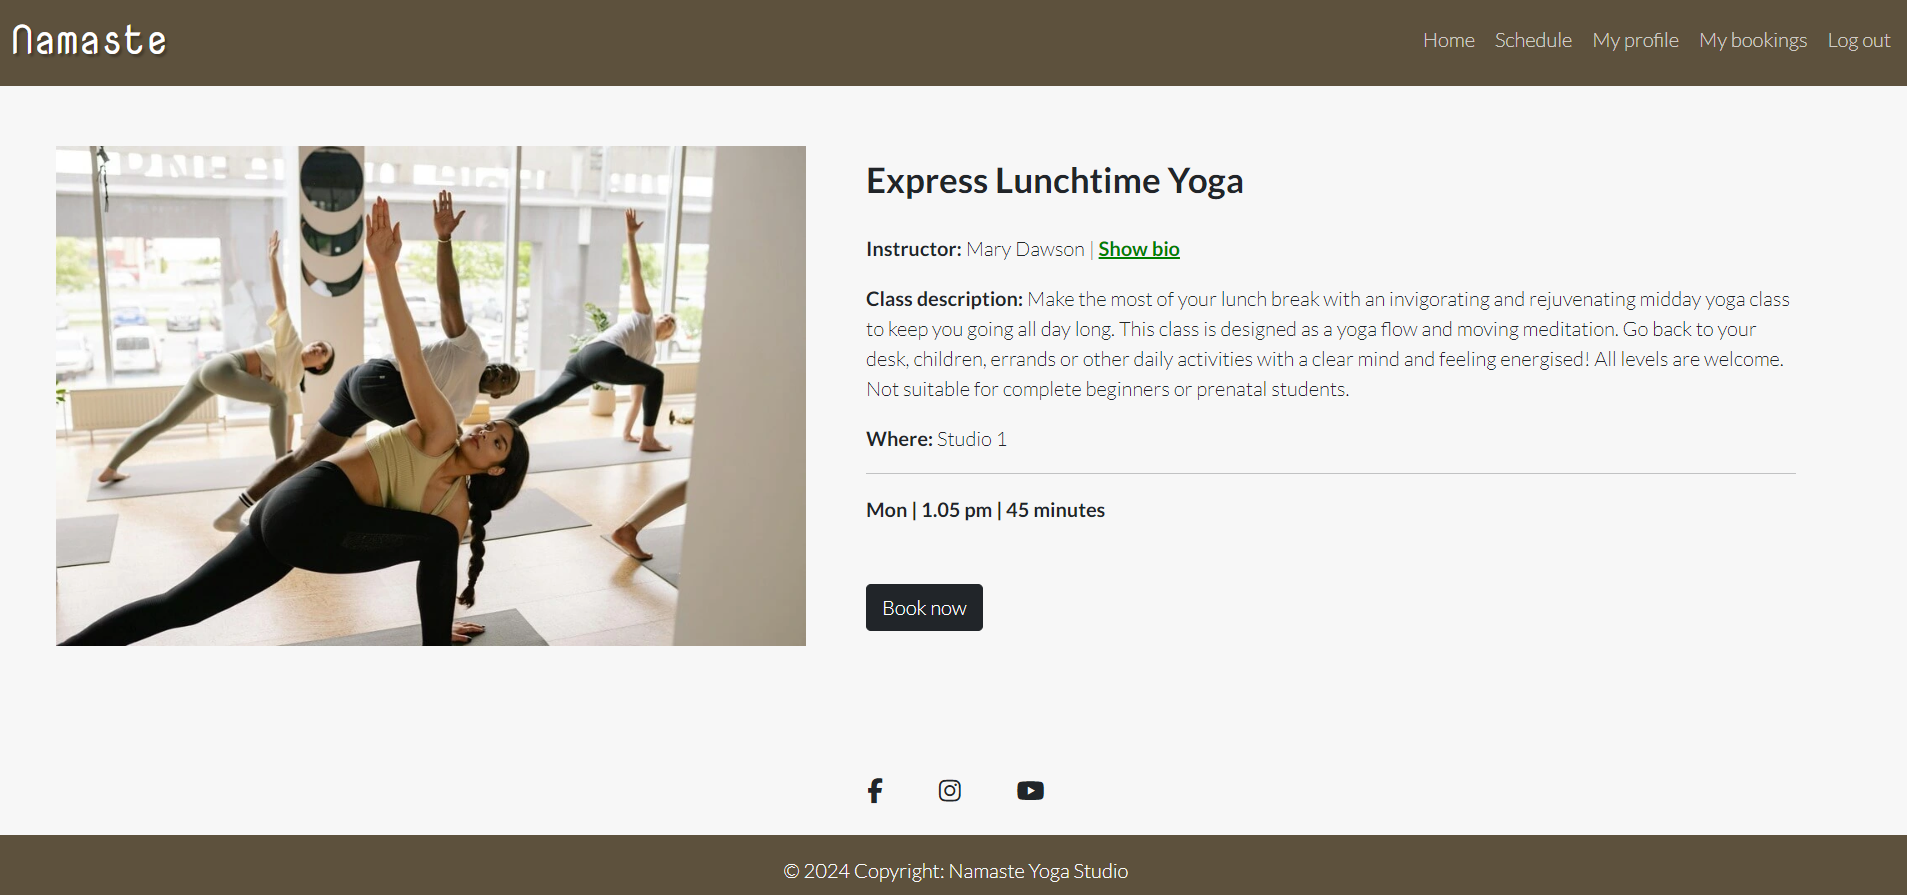 Namaste
Home Schedule My profile My bookings Log out
Express Lunchtime Yoga
Instructor: Mary Dawson | Show bio
Class description: Make the most of your lunch break with an invigorating and rejuvenating midday yoga class
to keep you going all day long. This class is designed as a yoga flow and moving meditation. Go back to your
desk, children, errands or other daily activities with a clear mind and feeling energised! All levels are welcome.
Not suitable for complete beginners or prenatal students.
Where: Studio 1
Mon | 1.05 pm | 45 minutes
Book now
© 2024 Copyright: Namaste Yoga Studio